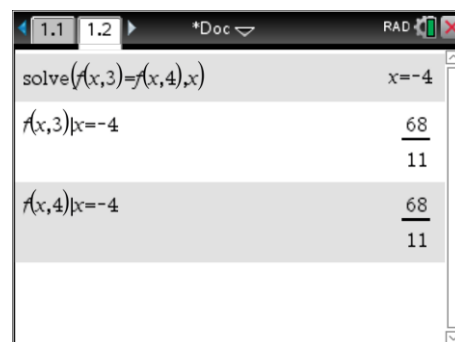 1.1 1.2 *Doc RAD
solve(f(x,3)=f(x,4),x) x=-4
f(x,3)|x=-4 68
11
f(x,4)|x=-4 68
11